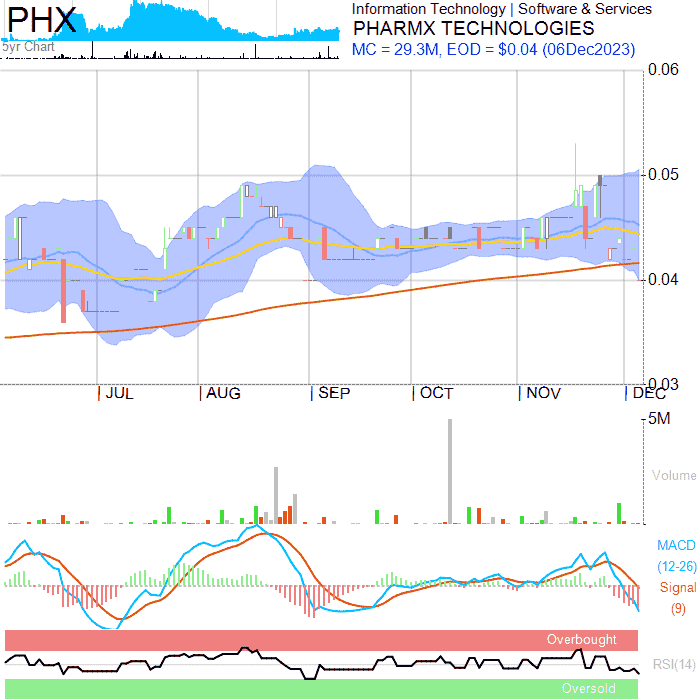 PHX
5yr Chart
Information Technology | Software & Services
PHARMX TECHNOLOGIES
MC = 29.3M, EOD = $0.04 (06Dec2023)
0.06
0.05
0.04
0.03
JUL
AUG
SEP
OCT
NOV
DEC
5M
Volume
MACD
(12-26)
Signal
(9)
Overbought
RSI(14)
Oversold